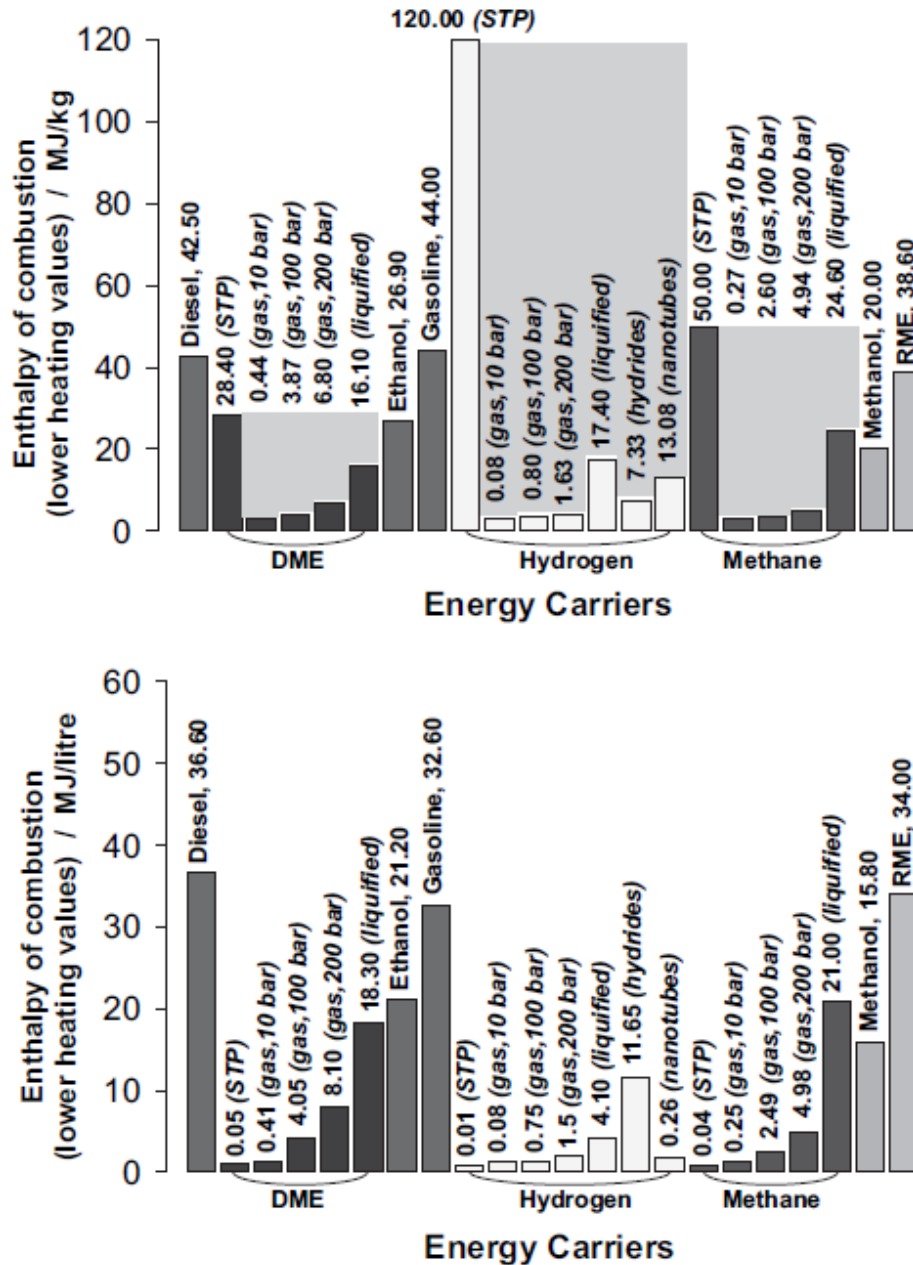 120.00 (STP)
Enthalpy of combustion
(lower heating values) / MJ/kg
120
100
80
60
40
20
0
Diesel, 42.50
28.40 (STP)
0.44 (gas,10 bar)
3.87 (gas,100 bar)
6.80 (gas,200 bar)
16.10 (liquified)
Ethanol, 26.90
Gasoline, 44.00
0.08 (gas,10 bar)
0.80 (gas,100 bar)
1.63 (gas,200 bar)
17.40 (liquified)
7.33 (hydrides)
13.08 (nanotubes)
50.00 (STP)
0.27 (gas,10 bar)
2.60 (gas,100 bar)
4.94 (gas,200 bar)
24.60 (liquified)
Methanol, 20.00
RME, 38.60
DME
Hydrogen
Methane
Energy Carriers
Enthalpy of combustion
(lower heating values) / MJ/litre
60
50
40
30
20
10
0
Diesel, 36.60
0.05 (STP)
0.41 (gas,10 bar)
4.05 (gas,100 bar)
8.10 (gas,200 bar)
18.30 (liquified)
Ethanol, 21.20
Gasoline, 32.60
0.01 (STP)
0.08 (gas,10 bar)
0.75 (gas,100 bar)
1.5 (gas,200 bar)
4.10 (liquified)
11.65 (hydrides)
0.26 (nanotubes)
0.04 (STP)
0.25 (gas,10 bar)
2.49 (gas,100 bar)
4.98 (gas,200 bar)
21.00 (liquified)
Methanol, 15.80
RME, 34.00
DME
Hydrogen
Methane
Energy Carriers